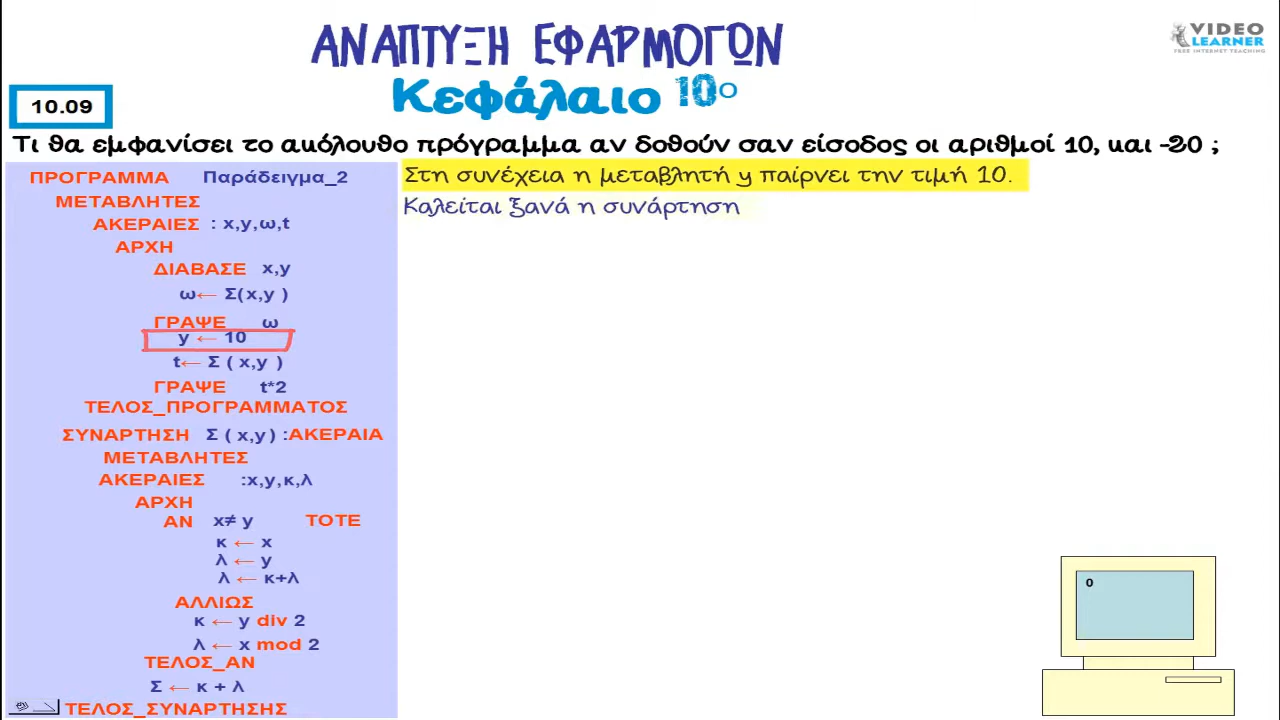 ΑΝΑΠΤΥΞΗ ΕΦΑΡΜΟΓΩΝ
VIDEO
LEARNER
FREE INTERNET TEACHING
Κεφάλαιο 10ο
10.09
Τι θα εμφανίσει το ακόλουθο πρόγραμμα αν δοθούν σαν είσοδος οι αριθμοί 10, και -20 ;
ΠΡΟΓΡΑΜΜΑ Παράδειγμα_2
ΜΕΤΑΒΛΗΤΕΣ
ΑΚΕΡΑΙΕΣ : x,y,ω,t
ΑΡΧΗ
ΔΙΑΒΑΣΕ x,y
ω← Σ(x,y )
ΓΡΑΨΕ ω
y ← 10
t← Σ ( x,y )
ΓΡΑΨΕ t*2
ΤΕΛΟΣ_ΠΡΟΓΡΑΜΜΑΤΟΣ
ΣΥΝΑΡΤΗΣΗ Σ ( x,y ) :ΑΚΕΡΑΙΑ
ΜΕΤΑΒΛΗΤΕΣ
ΑΚΕΡΑΙΕΣ :x,y,κ,λ
ΑΡΧΗ
ΑΝ x≠ y ΤΟΤΕ
κ ← x
λ ← y
λ ← κ+λ
ΑΛΛΙΩΣ
κ ← y div 2
λ ← x mod 2
ΤΕΛΟΣ_ΑΝ
Σ ← κ + λ
ΤΕΛΟΣ_ΣΥΝΑΡΤΗΣΗΣ
Στη συνέχεια η μεταβλητή y παίρνει την τιμή 10.
Καλείται ξανά η συνάρτηση
0